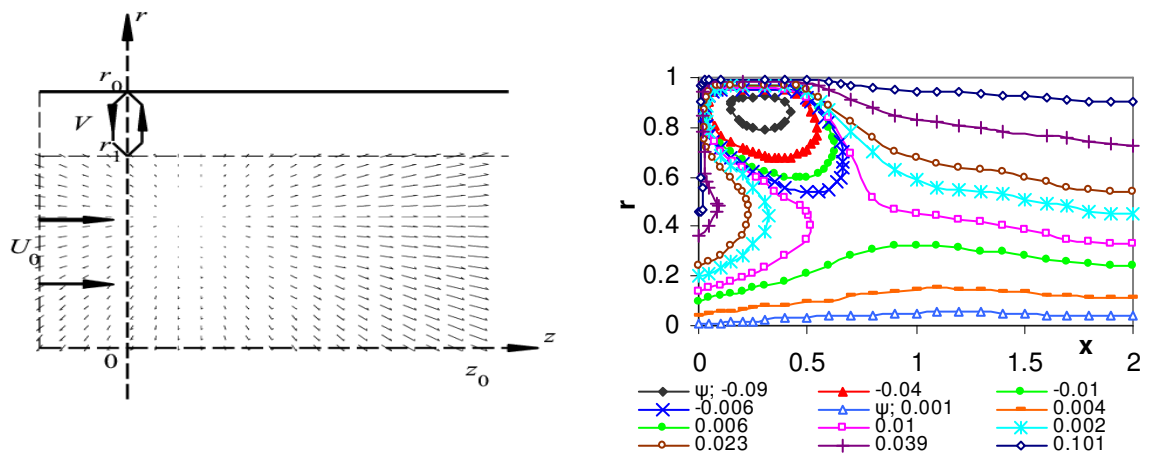 r
r₀
V
r₁
U₀
0
z
z₀
1
0.8
0.6
r
0.4
0.2
0
0 0.5 1 x 1.5 2
ψ; -0.09 -0.04 -0.01
-0.006 ψ; 0.001 0.004
0.006 0.01 0.002
0.023 0.039 0.101